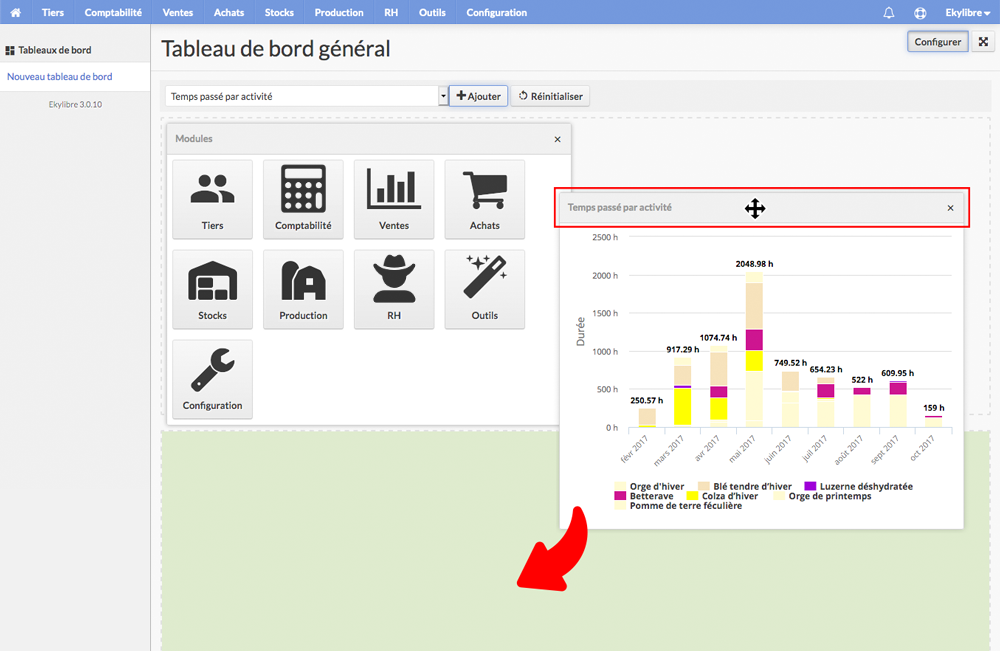 Tiers Comptabilité Ventes Achats Stocks Production RH Outils Configuration Ekylibre
Tableaux de bord
Nouveau tableau de bord
Ekylibre 3.0.10
Tableau de bord général
Configurer
Temps passé par activité
Ajouter
Réinitialiser
Modules
Tiers
Comptabilité
Ventes
Achats
Stocks
Production
RH
Outils
Configuration
Temps passé par activité
Durée
2500 h
2000 h
1500 h
1000 h
500 h
0 h
250.57 h
917.29 h
1074.74 h
2048.98 h
749.52 h
654.23 h
522 h
609.95 h
159 h
févr 2017
mars 2017
avr 2017
mai 2017
juin 2017
juil 2017
août 2017
sept 2017
oct 2017
Orge d'hiver Blé tendre d'hiver Luzerne déshydratée
Betterave Colza d'hiver Orge de printemps
Pomme de terre féculière